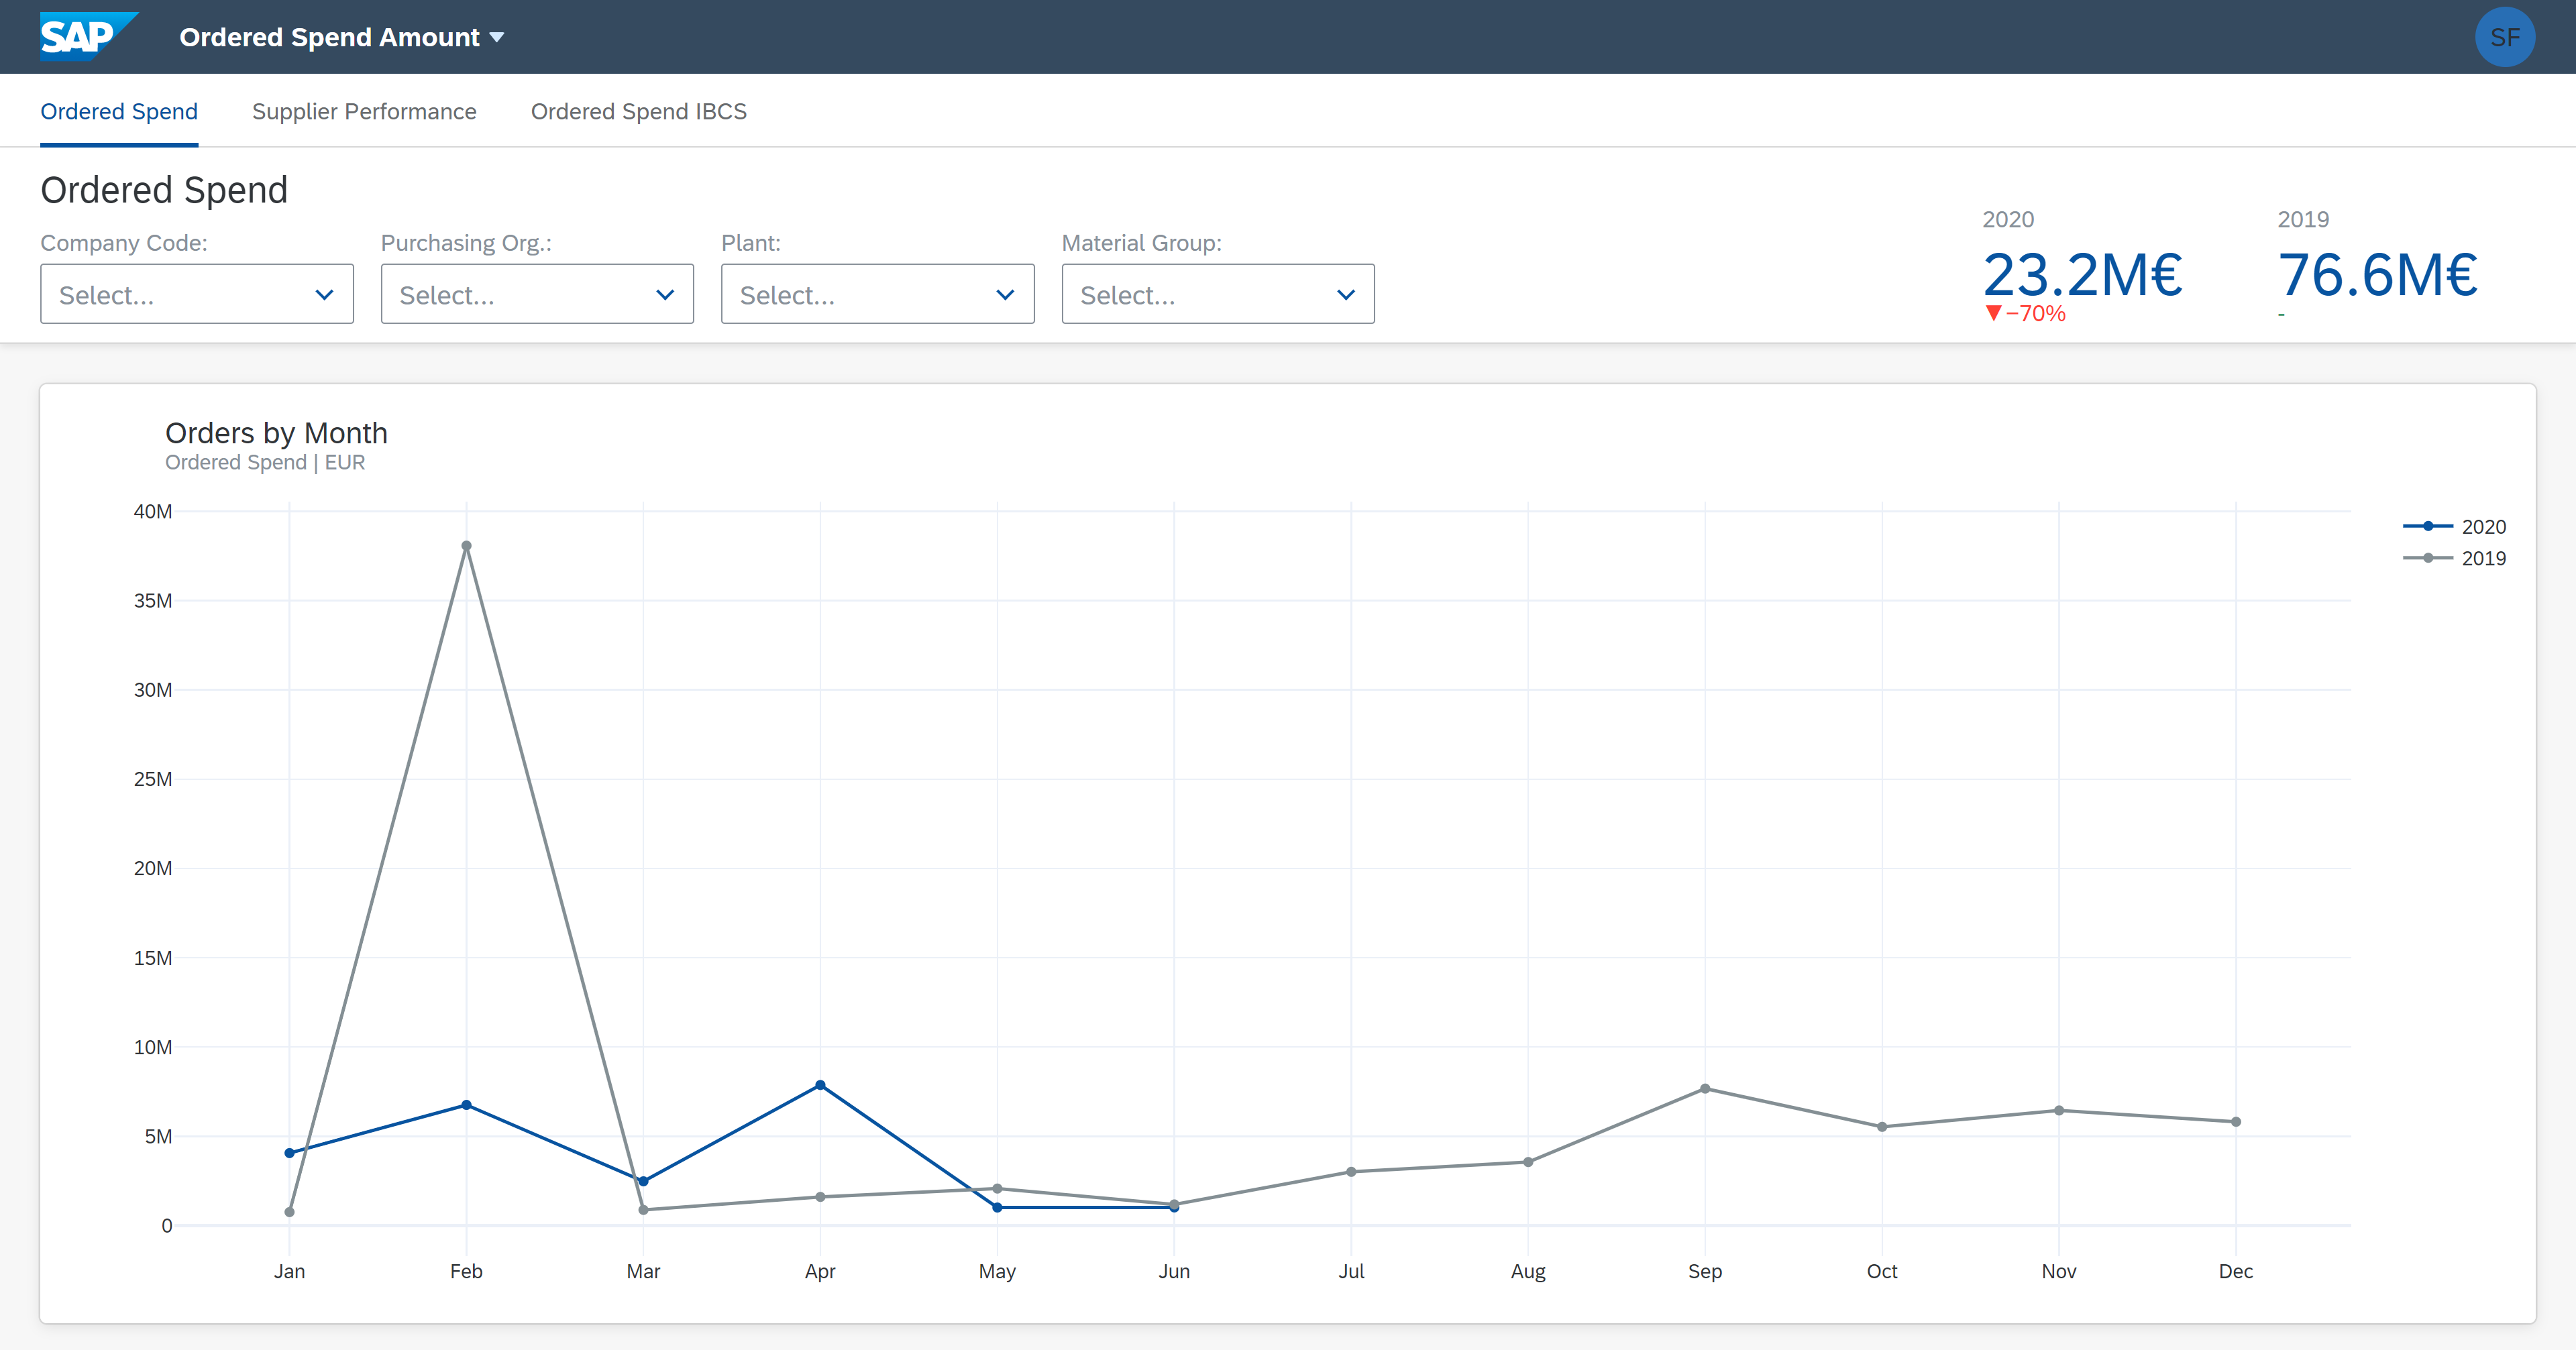 SAP
Ordered Spend Amount
SF
Ordered Spend
Supplier Performance
Ordered Spend IBCS
Ordered Spend
Company Code:
Select...
Purchasing Org.:
Select...
Plant:
Select...
Material Group:
Select...
2020
23.2M€
▼−70%
2019
76.6M€
-
Orders by Month
Ordered Spend | EUR
40M
35M
30M
25M
20M
15M
10M
5M
0
Jan
Feb
Mar
Apr
May
Jun
Jul
Aug
Sep
Oct
Nov
Dec
2020
2019